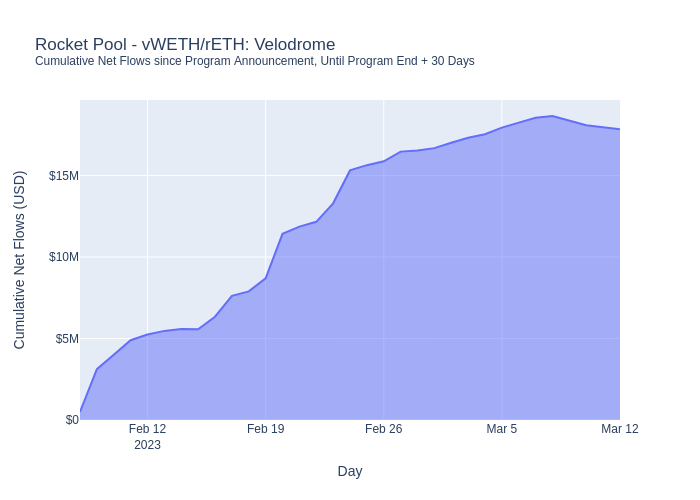 Rocket Pool - vWETH/rETH: Velodrome
Cumulative Net Flows since Program Announcement, Until Program End + 30 Days
Cumulative Net Flows (USD)
$15M
$10M
$5M
$0
Feb 12
2023
Feb 19
Feb 26
Mar 5
Mar 12
Day